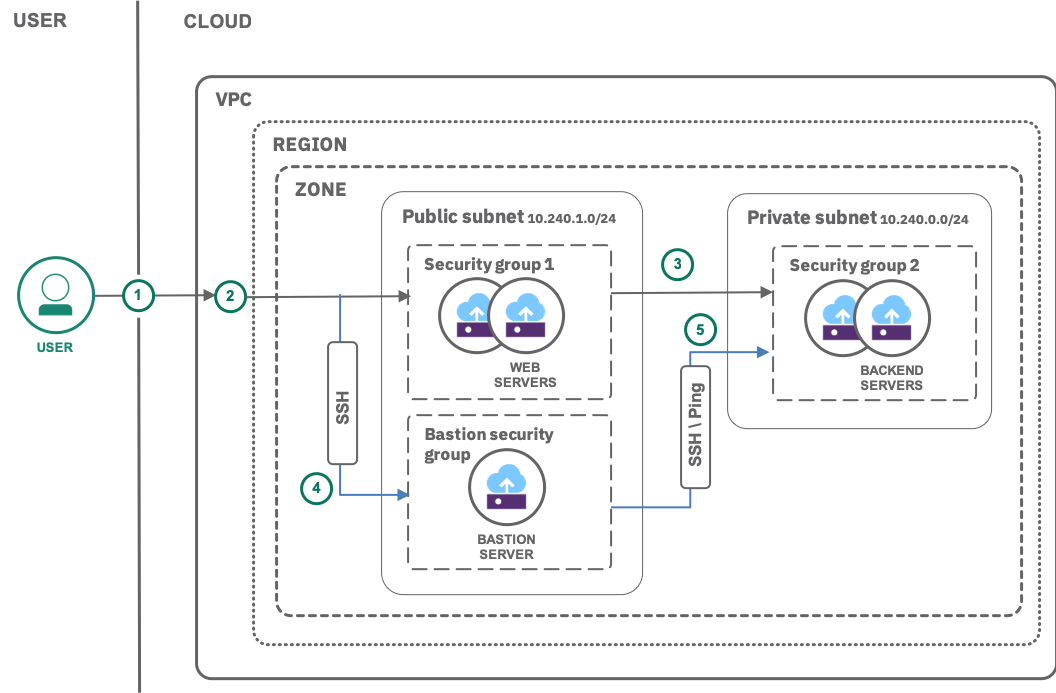 USER
CLOUD
VPC
REGION
ZONE
Public subnet 10.240.1.0/24
Private subnet 10.240.0.0/24
Security group 1
Security group 2
1
2
3
5
USER
WEB
SERVERS
BACKEND
SERVERS
SSH
SSH \ Ping
Bastion security
group
4
BASTION
SERVER